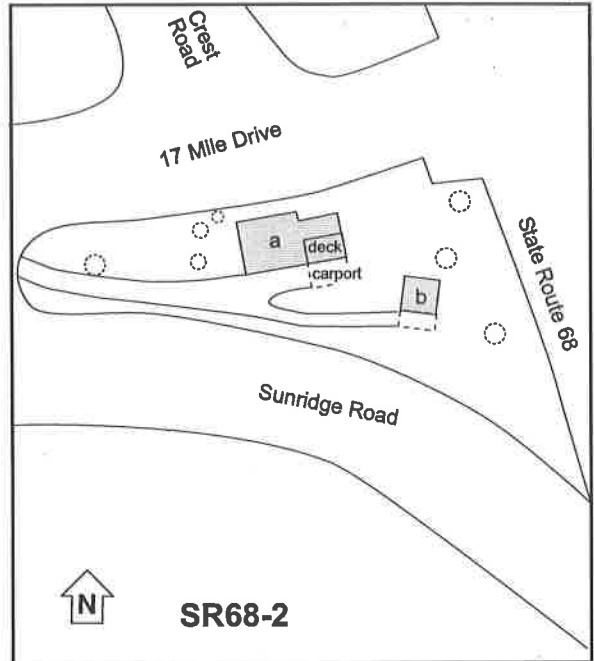 Crest
Road
17 Mile Drive
a
deck
carport
b
State Route 68
Sunridge Road
N
SR68-2